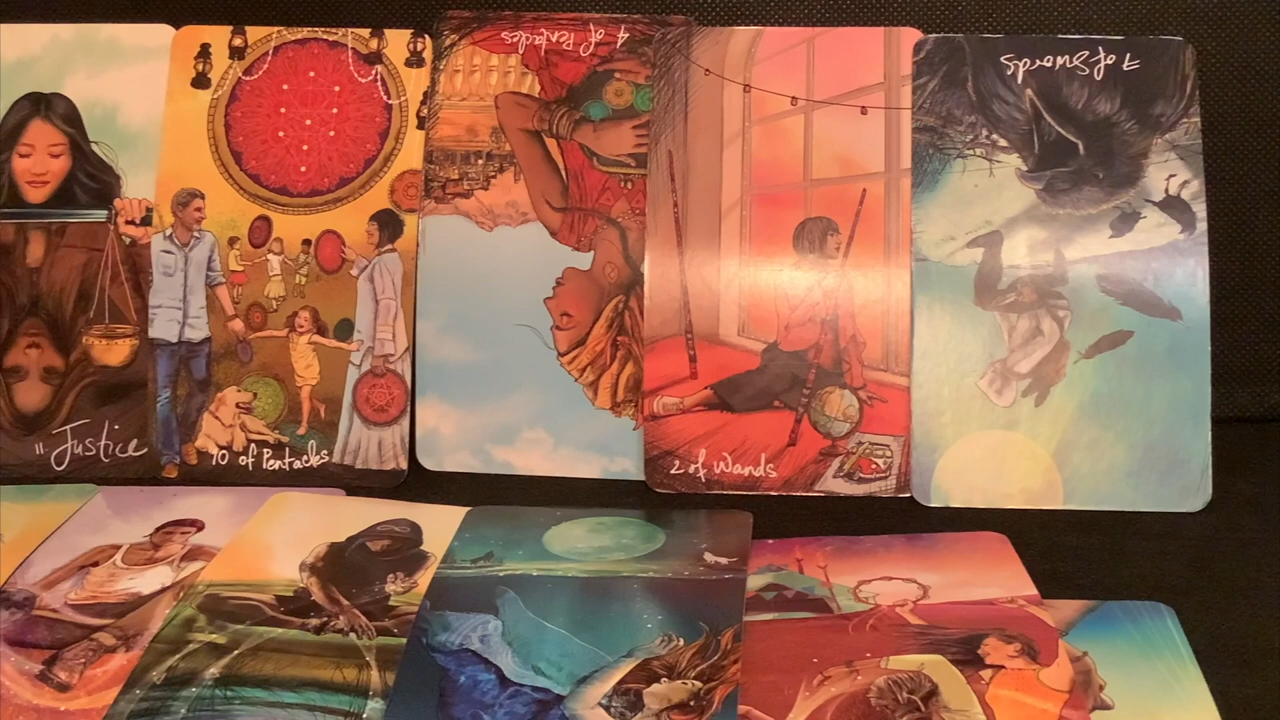 11 Justice
10 of Pentacles
4 of Pentacles
2 of Wands
7 of Swords